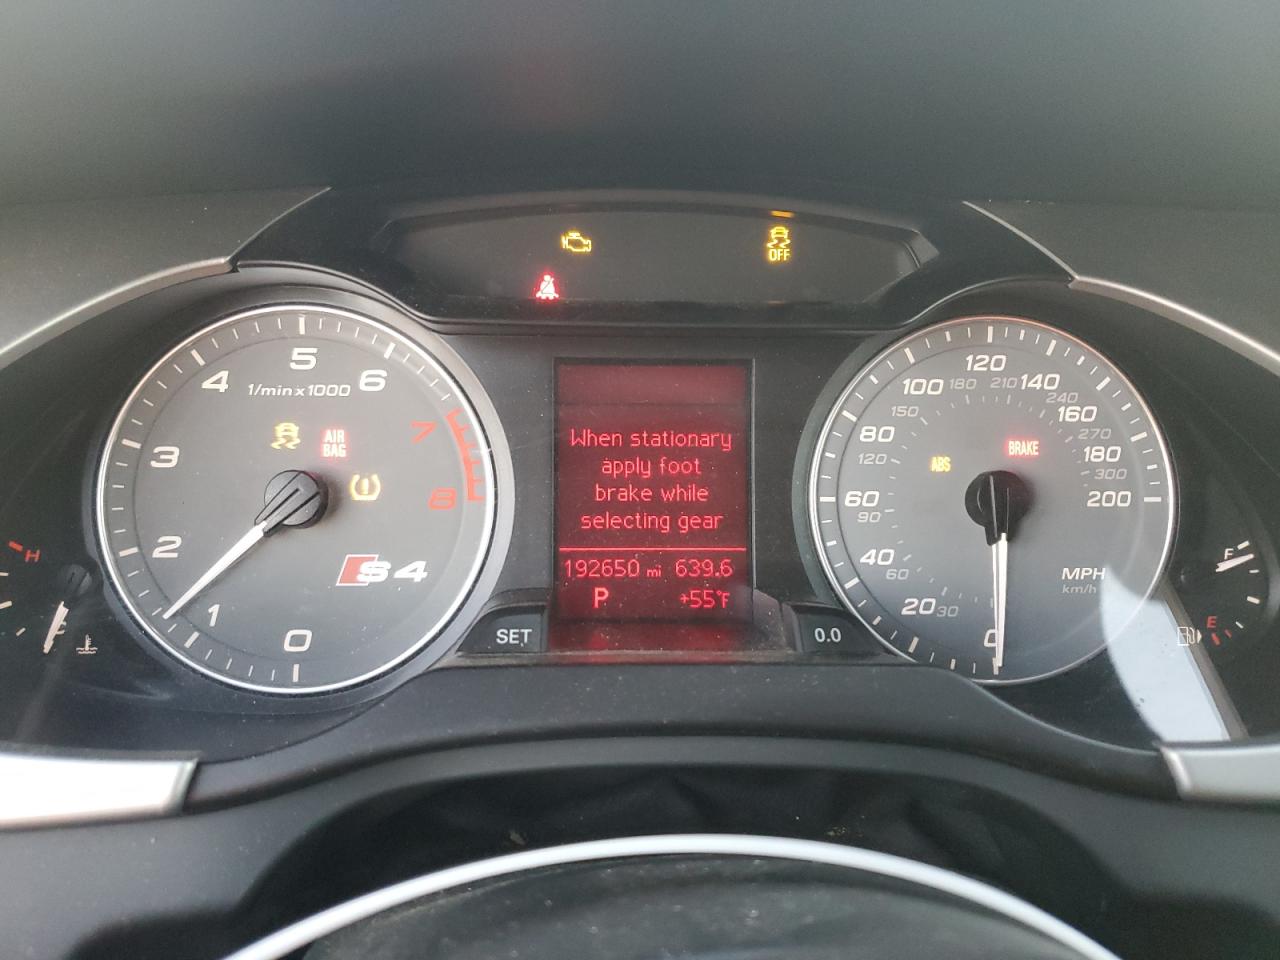 OFF
5
4
1/min x 1000
6
AIR
BAG
7
3
8
2
S4
1
0
H
When stationary
apply foot
brake while
selecting gear
192650 mi 639.6
P +55°F
SET
0.0
120
100 180 210 140
150 240
160
80 BRAKE 270
120 ABS 180
300
60 200
90
40
60 MPH
km/h
20 30
0
F
E